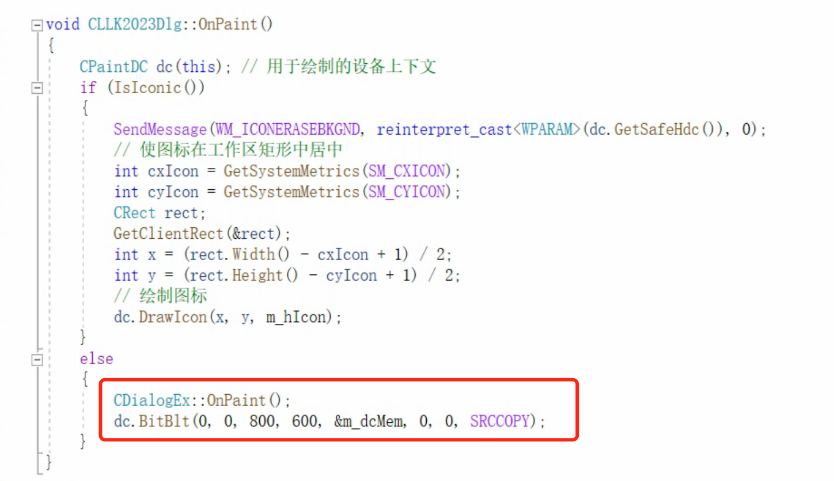 void CLLK2023Dlg::OnPaint()
{
CPaintDC dc(this); // 用于绘制的设备上下文
if (IsIconic())
{
SendMessage(WM_ICONERASEBKGND, reinterpret_cast<WPARAM>(dc.GetSafeHdc()), 0);
// 使图标在工作区矩形中居中
int cxIcon = GetSystemMetrics(SM_CXICON);
int cyIcon = GetSystemMetrics(SM_CYICON);
CRect rect;
GetClientRect(&rect);
int x = (rect.Width() - cxIcon + 1) / 2;
int y = (rect.Height() - cyIcon + 1) / 2;
// 绘制图标
dc.DrawIcon(x, y, m_hIcon);
}
else
{
CDialogEx::OnPaint();
dc.BitBlt(0, 0, 800, 600, &m_dcMem, 0, 0, SRCCOPY);
}
}